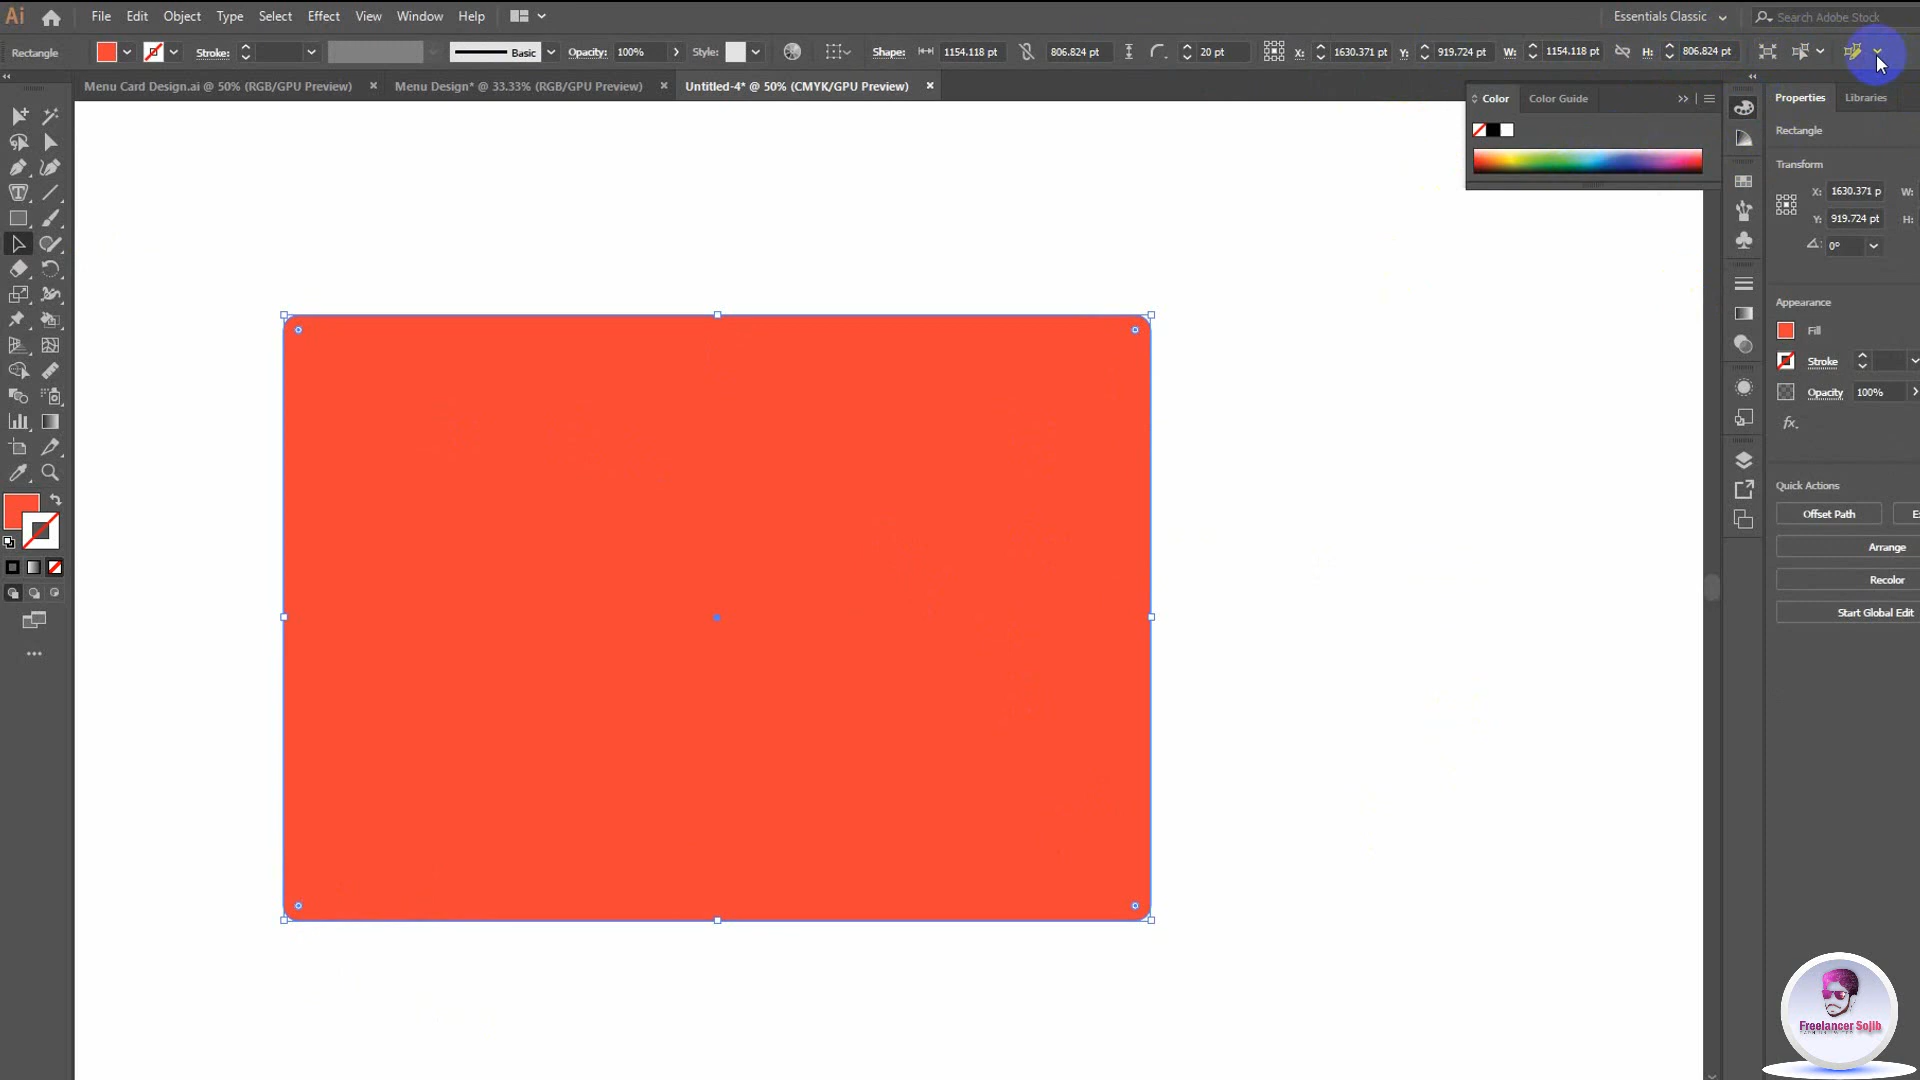 Ai File Edit Object Type Select Effect View Window Help Essentials Classic Search Adobe Stock
Rectangle Stroke: Basic Opacity: 100% Style: Shape: 1154.118 pt 806.824 pt 20 pt X: 1630.371 pt Y: 919.724 pt W: 1154.118 pt H: 806.824 pt
Menu Card Design.ai @ 50% (RGB/GPU Preview) × Menu Design* @ 33.33% (RGB/GPU Preview) × Untitled-4* @ 50% (CMYK/GPU Preview) ×
Color Color Guide
Properties Libraries
Rectangle
Transform
X: 1630.371 p W:
Y: 919.724 pt H:
0°
Appearance
Fill
Stroke
Opacity 100%
fx.
Quick Actions
Offset Path
Arrange
Recolor
Start Global Edit
Freelancer Sojib